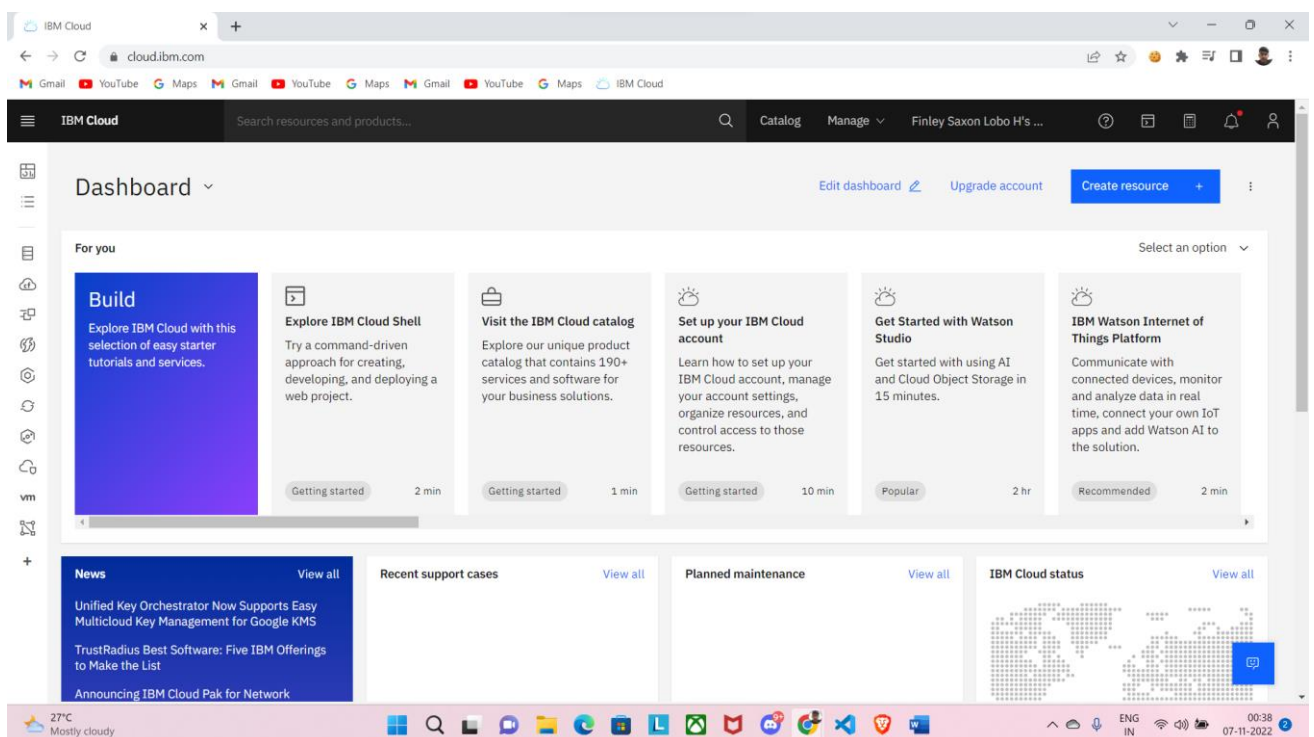 IBM Cloud
cloud.ibm.com
Gmail YouTube Maps Gmail YouTube Maps Gmail YouTube Maps IBM Cloud
IBM Cloud Search resources and products... Catalog Manage Finley Saxon Lobo H's ...
Dashboard Edit dashboard Upgrade account Create resource +
For you Select an option
Build
Explore IBM Cloud with this
selection of easy starter
tutorials and services.
Explore IBM Cloud Shell
Try a command-driven
approach for creating,
developing, and deploying a
web project.
Getting started 2 min
Visit the IBM Cloud catalog
Explore our unique product
catalog that contains 190+
services and software for
your business solutions.
Getting started 1 min
Set up your IBM Cloud
account
Learn how to set up your
IBM Cloud account, manage
your account settings,
organize resources, and
control access to those
resources.
Getting started 10 min
Get Started with Watson
Studio
Get started with using AI
and Cloud Object Storage in
15 minutes.
Popular 2 hr
IBM Watson Internet of
Things Platform
Communicate with
connected devices, monitor
and analyze data in real
time, connect your own IoT
apps and add Watson AI to
the solution.
Recommended 2 min
vm
News View all
Unified Key Orchestrator Now Supports Easy
Multicloud Key Management for Google KMS
TrustRadius Best Software: Five IBM Offerings
to Make the List
Announcing IBM Cloud Pak for Network
Recent support cases View all
Planned maintenance View all
IBM Cloud status View all
27°C
Mostly cloudy
ENG
IN
00:38
07-11-2022
2